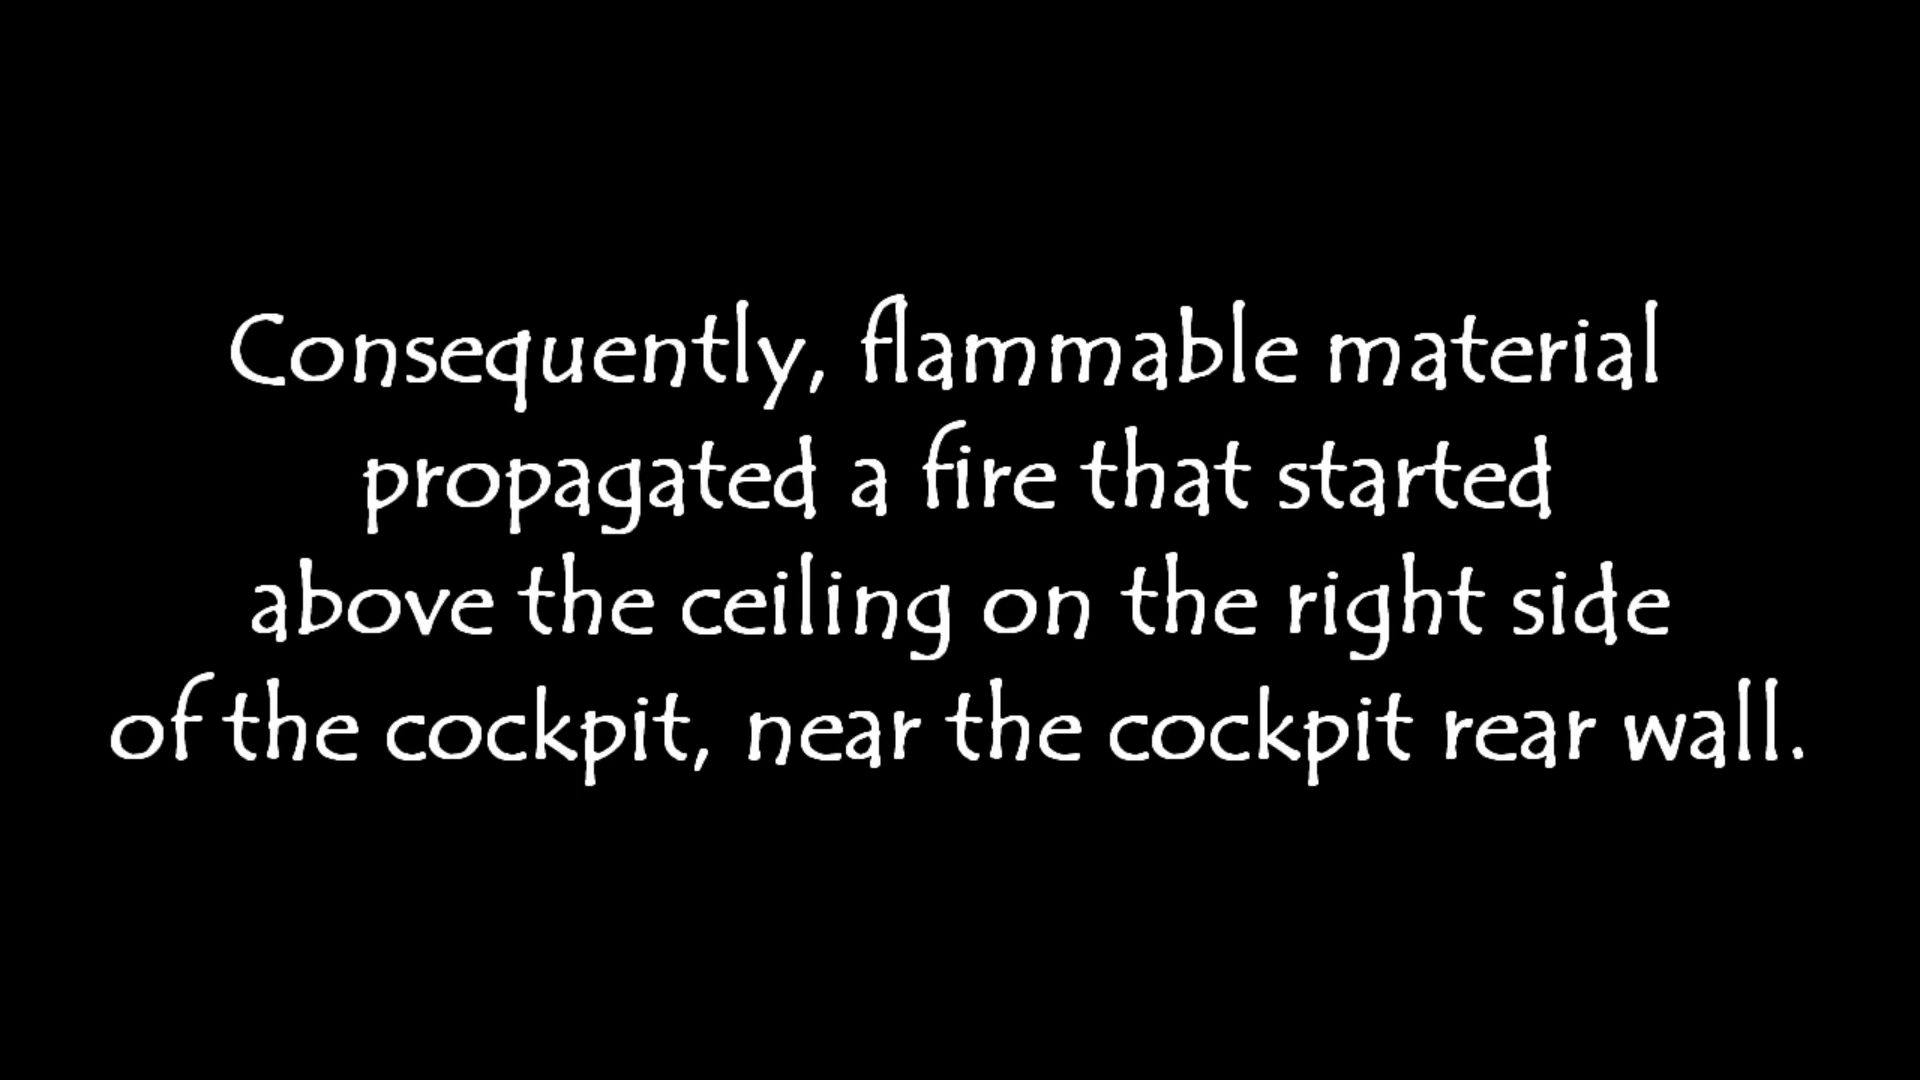 Consequently, flammable material
propagated a fire that started
above the ceiling on the right side
of the cockpit, near the cockpit rear wall.